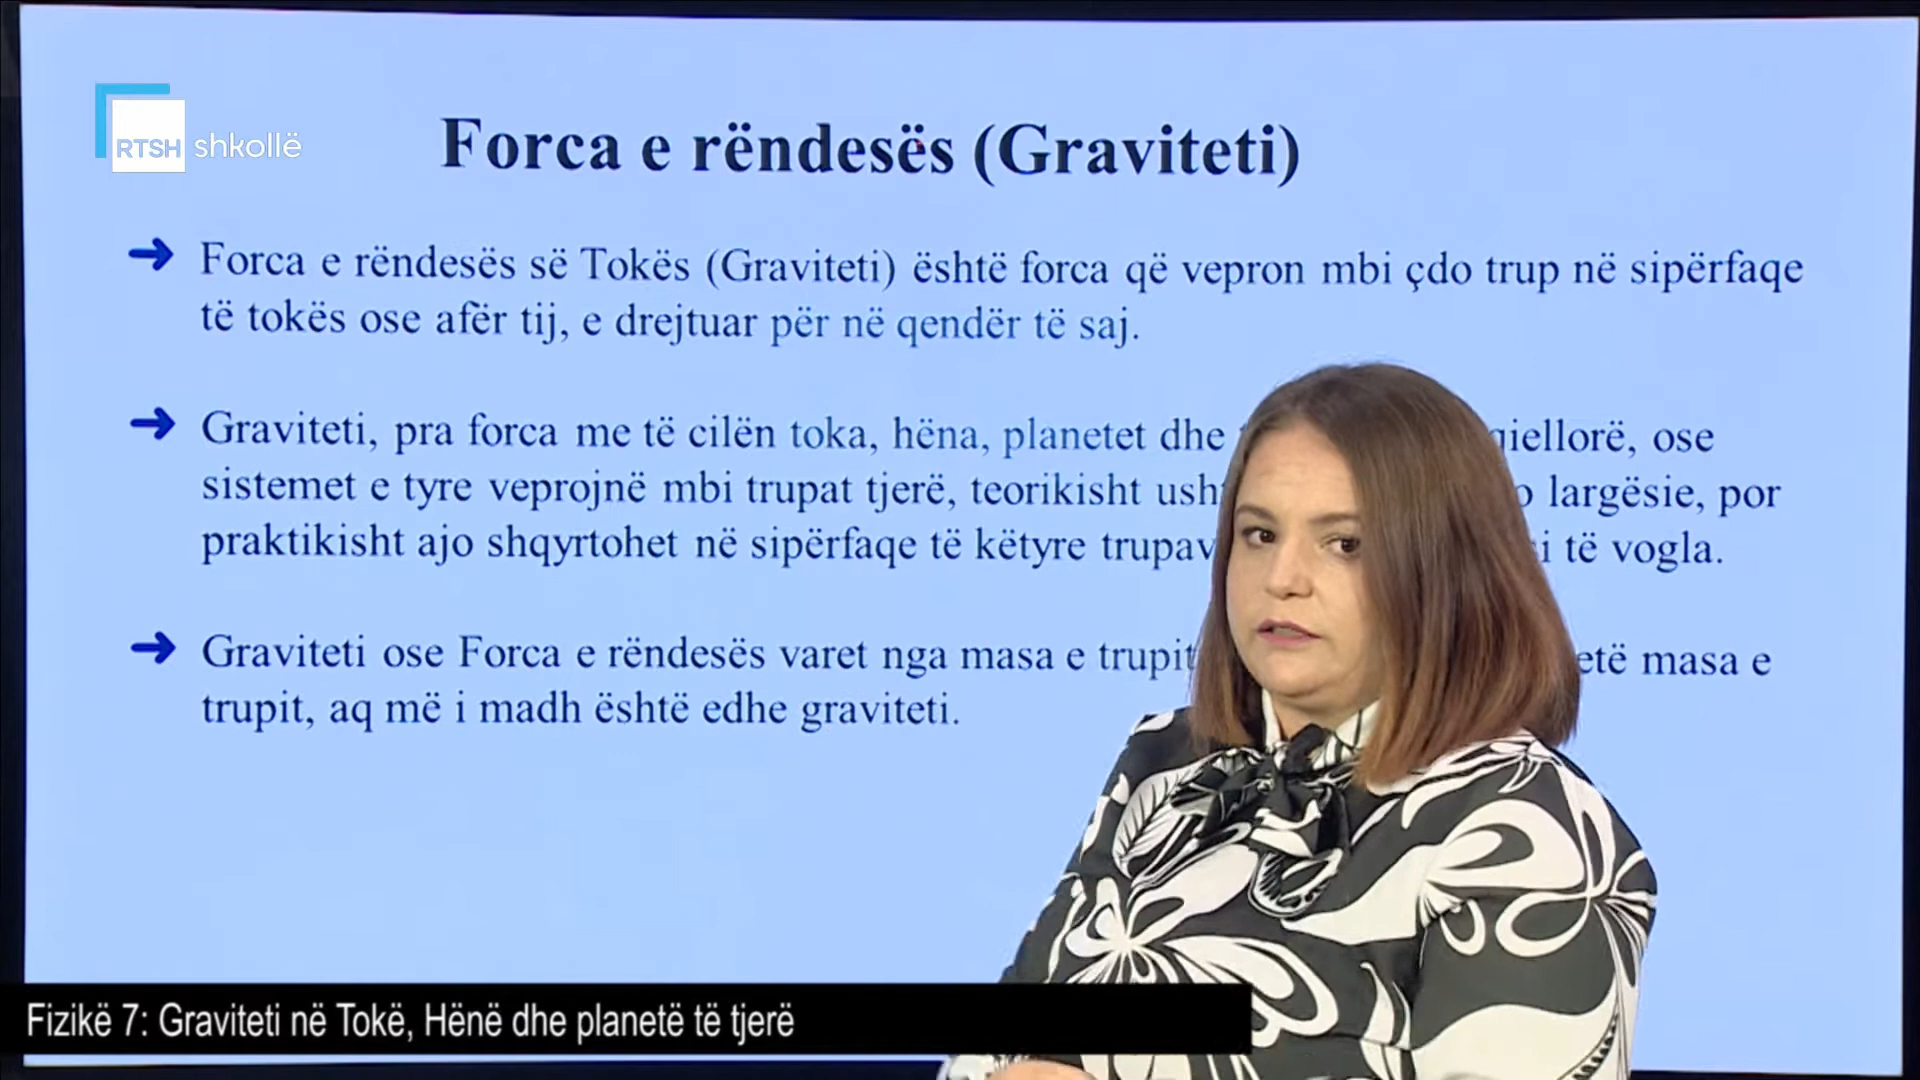 RTSH shkollë
Forca e rëndesës (Graviteti)
Forca e rëndesës së Tokës (Graviteti) është forca që vepron mbi çdo trup në sipërfaqe
të tokës ose afër tij, e drejtuar për në qendër të saj.
Graviteti, pra forca me të cilën toka, hëna, planetet dhe ose
sistemet e tyre veprojnë mbi trupat tjerë, teorikisht largësie, por
praktikisht ajo shqyrtohet në sipërfaqe të këtyre të vogla.
Graviteti ose Forca e rëndesës varet nga masa e trupit masa e
trupit, aq më i madh është edhe graviteti.
Fizikë 7: Graviteti në Tokë, Hënë dhe planetë të tjerë